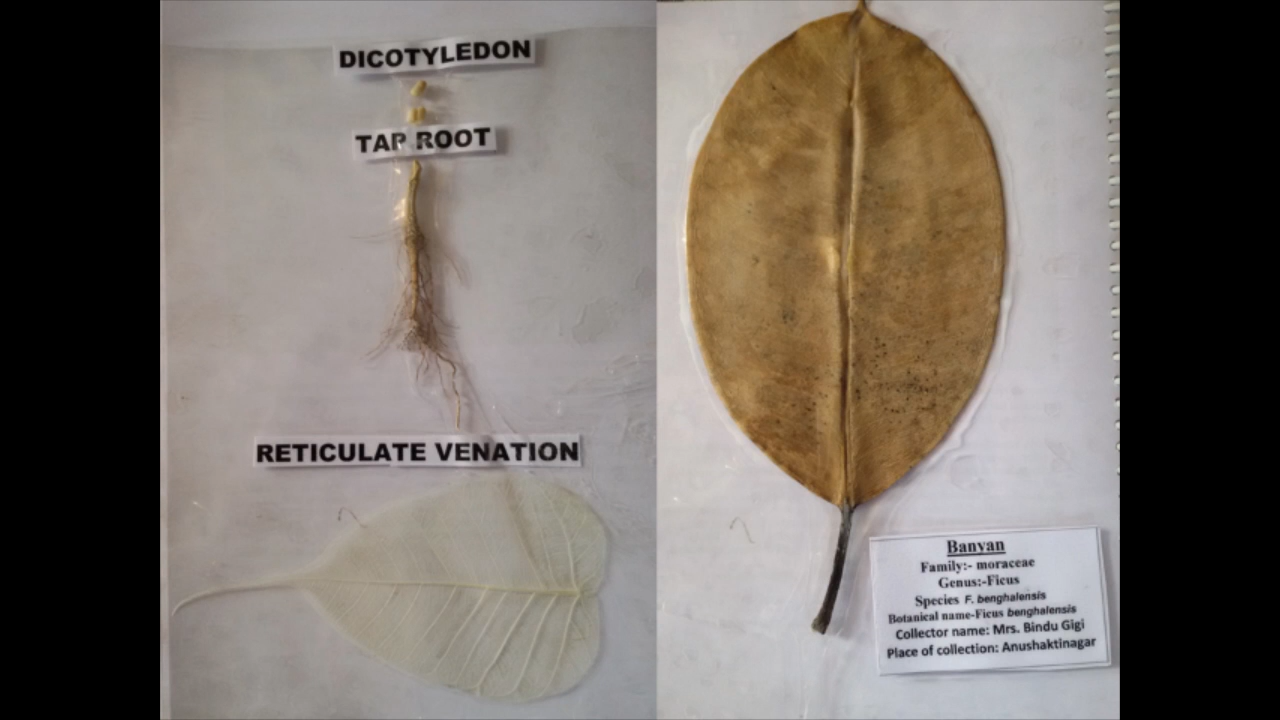 DICOTYLEDON
TAP ROOT
RETICULATE VENATION
Banyan
Family:- moraceae
Genus:-Ficus
Species F. benghalensis
Botanical name-Ficus benghalensis
Collector name: Mrs. Bindu Gigi
Place of collection: Anushaktinagar